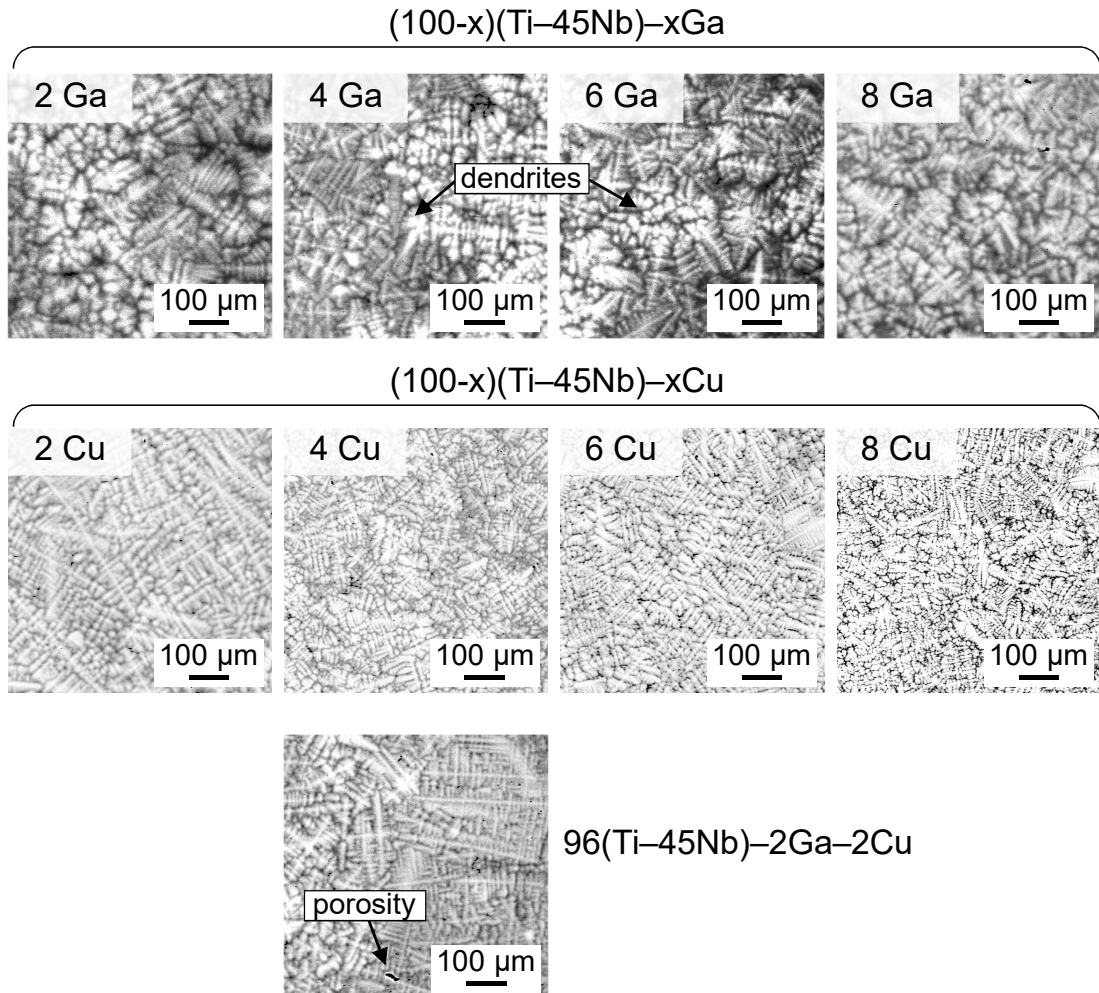 (100-x)(Ti–45Nb)–xGa
2 Ga
4 Ga
6 Ga
8 Ga
dendrites
100 µm
100 µm
100 µm
100 µm
(100-x)(Ti–45Nb)–xCu
2 Cu
4 Cu
6 Cu
8 Cu
100 µm
100 µm
100 µm
100 µm
96(Ti–45Nb)–2Ga–2Cu
porosity
100 µm